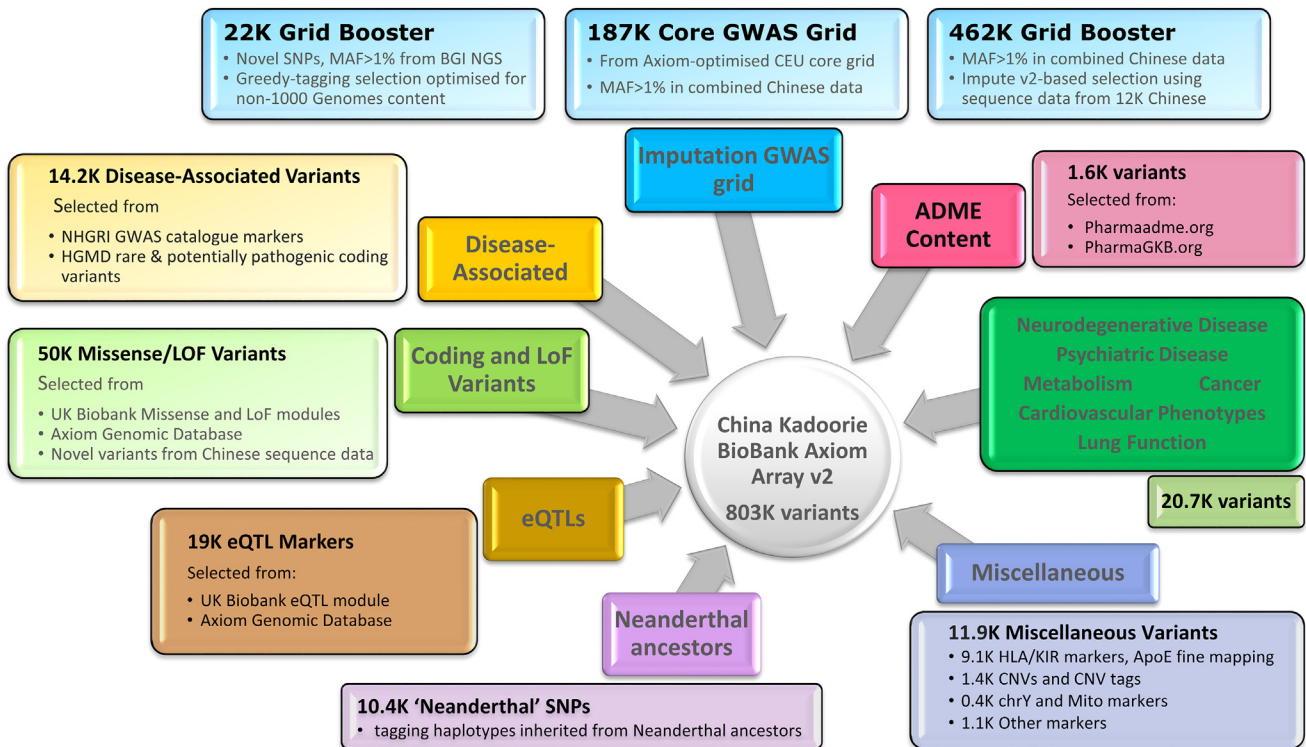 22K Grid Booster
• Novel SNPs, MAF>1% from BGI NGS
• Greedy-tagging selection optimised for
non-1000 Genomes content
187K Core GWAS Grid
• From Axiom-optimised CEU core grid
• MAF>1% in combined Chinese data
462K Grid Booster
• MAF>1% in combined Chinese data
• Impute v2-based selection using
sequence data from 12K Chinese
Imputation GWAS
grid
14.2K Disease-Associated Variants
Selected from
• NHGRI GWAS catalogue markers
• HGMD rare & potentially pathogenic coding
variants
Disease-
Associated
ADME
Content
1.6K variants
Selected from:
• Pharmaadme.org
• PharmaGKB.org
50K Missense/LOF Variants
Selected from
• UK Biobank Missense and LoF modules
• Axiom Genomic Database
• Novel variants from Chinese sequence data
Coding and LoF
Variants
China Kadoorie
BioBank Axiom
Array v2
803K variants
Neurodegenerative Disease
Psychiatric Disease
Metabolism Cancer
Cardiovascular Phenotypes
Lung Function
20.7K variants
eQTLs
19K eQTL Markers
Selected from:
• UK Biobank eQTL module
• Axiom Genomic Database
Neanderthal
ancestors
10.4K ‘Neanderthal’ SNPs
• tagging haplotypes inherited from Neanderthal ancestors
Miscellaneous
11.9K Miscellaneous Variants
• 9.1K HLA/KIR markers, ApoE fine mapping
• 1.4K CNVs and CNV tags
• 0.4K chrY and Mito markers
• 1.1K Other markers